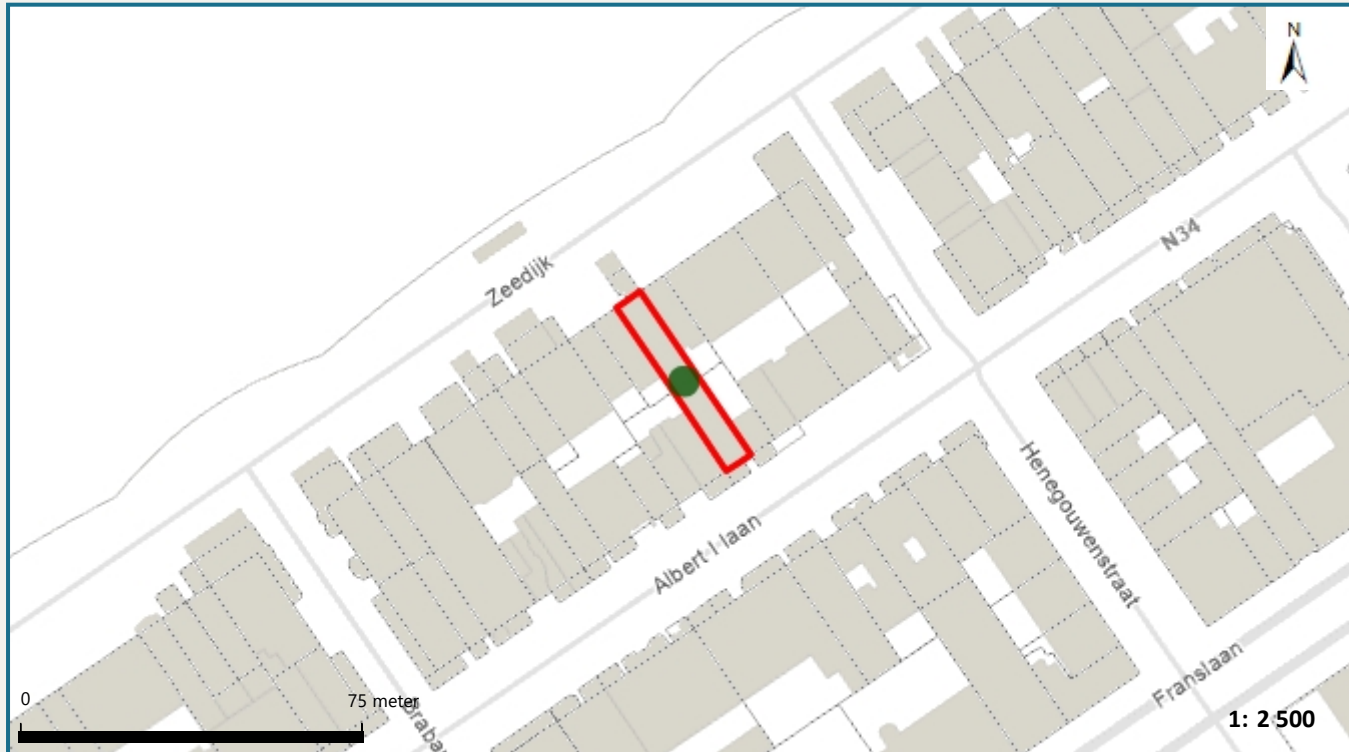 N
Zeedijk
N34
Albert I laan
Henegouwenstraat
Franslaan
0
75 meter
1: 2 500